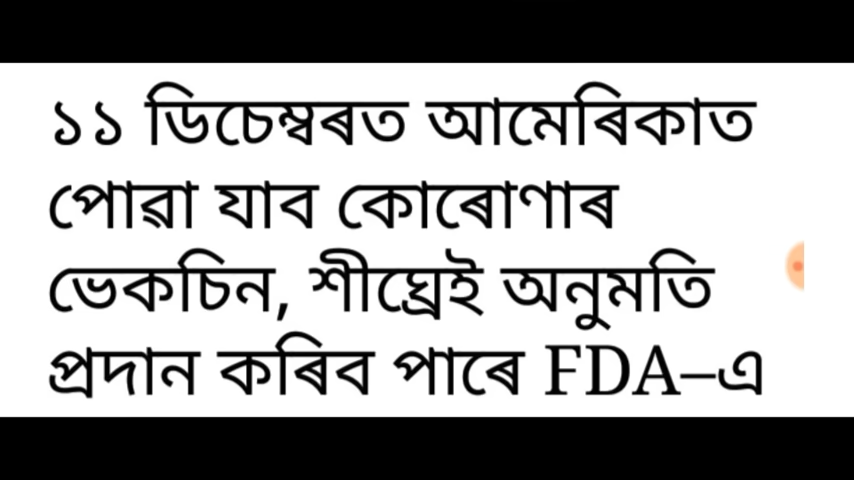 ১১ ডিচেম্বৰত আমেৰিকাত
পোৱা যাব কোৰোণাৰ
ভেকচিন, শীঘ্ৰেই অনুমতি
প্ৰদান কৰিব পাৰে FDA–এ